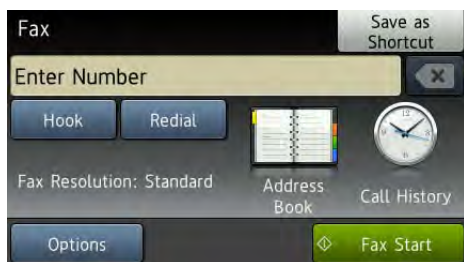 Fax
Save as
Shortcut
Enter Number
Hook
Redial
Fax Resolution: Standard
Address
Book
Call History
Options
Fax Start